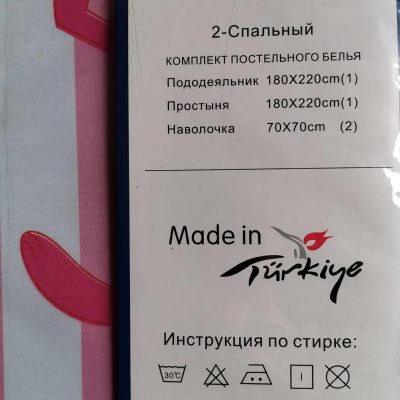 2-Спальный
КОМПЛЕКТ ПОСТЕЛЬНОГО БЕЛЬЯ
Пододеяльник 180X220cm(1)
Простыня 180X220cm(1)
Наволочка 70X70cm (2)
Made in
Türkiye
Инструкция по стирке:
30°C